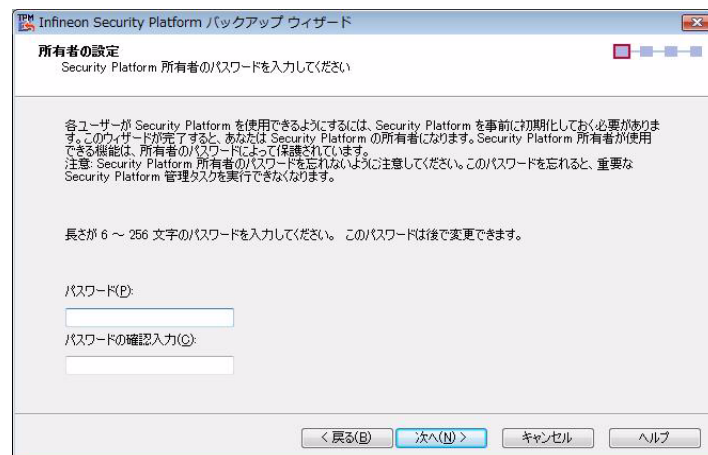 TPM
Infineon Security Platform バックアップ ウィザード
所有者の設定
Security Platform 所有者のパスワードを入力してください
各ユーザーが Security Platform を使用できるようにするには、Security Platform を事前に初期化しておく必要がありま
す。このウィザードが完了すると、あなたは Security Platform の所有者になります。Security Platform 所有者が使用
できる機能は、所有者のパスワードによって保護されています。
注意: Security Platform 所有者のパスワードを忘れないように注意してください。このパスワードを忘れると、重要な
Security Platform 管理タスクを実行できなくなります。
長さが 6 ～ 256 文字のパスワードを入力してください。 このパスワードは後で変更できます。
パスワード(P):
パスワードの確認入力(C):
< 戻る(B)
次へ(N) >
キャンセル
ヘルプ